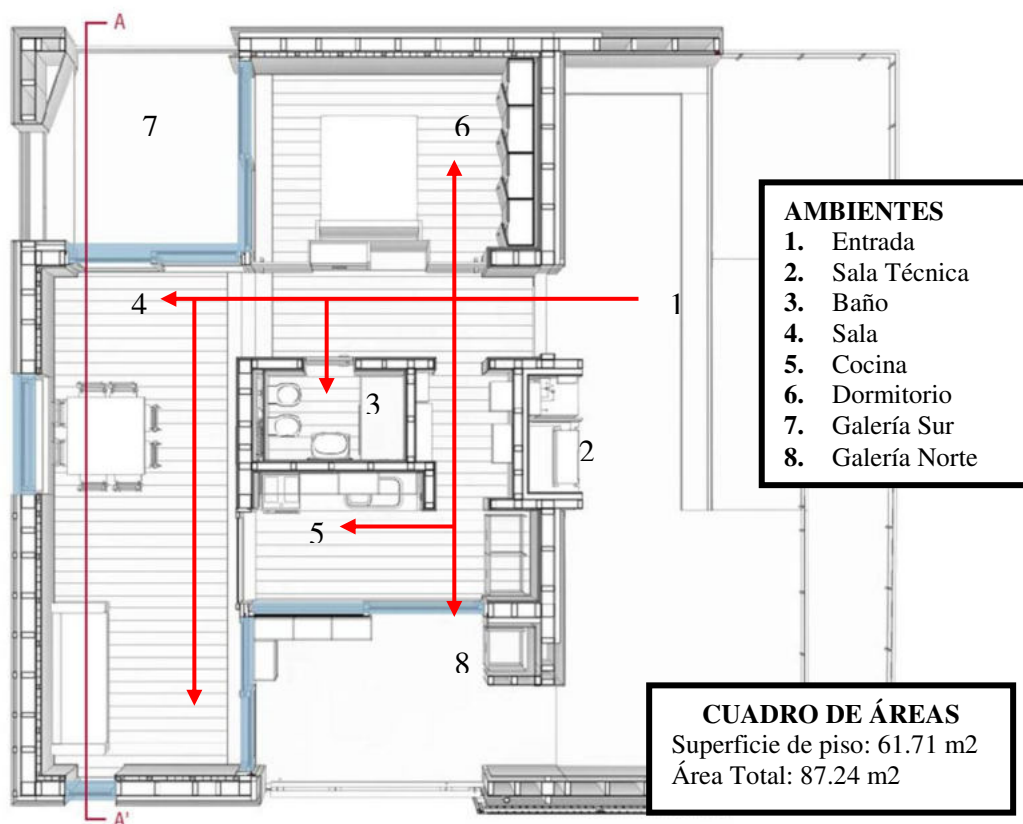 A
7
6
AMBIENTES
1. Entrada
2. Sala Técnica
3. Baño
4. Sala
5. Cocina
6. Dormitorio
7. Galería Sur
8. Galería Norte
4
1
3
2
5
8
CUADRO DE ÁREAS
Superficie de piso: 61.71 m2
Área Total: 87.24 m2
A'